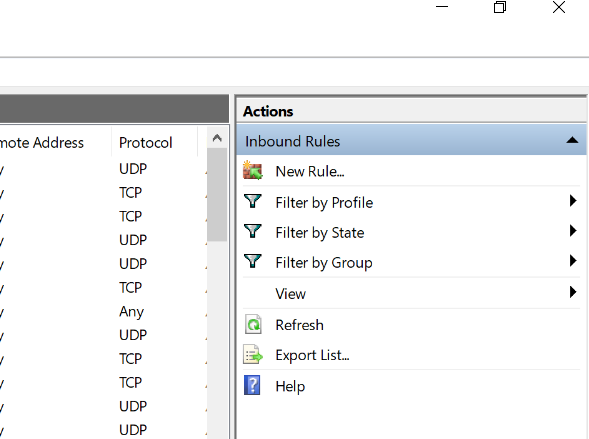 Actions
mote Address Protocol
Inbound Rules
y UDP
New Rule...
y TCP
Filter by Profile
y TCP
Filter by State
y UDP
y UDP
Filter by Group
y TCP
View
y Any
Refresh
y UDP
y TCP
Export List...
y TCP
Help
y UDP
y UDP